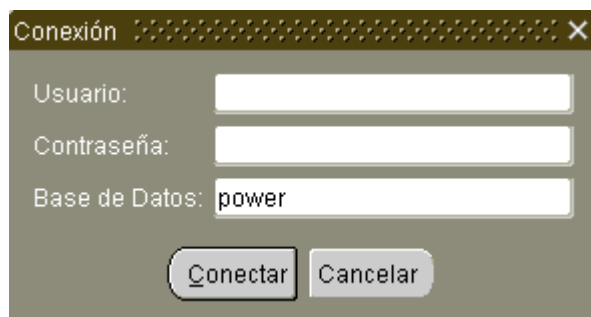 Conexión
Usuario:
Contraseña:
Base de Datos: power
Conectar Cancelar